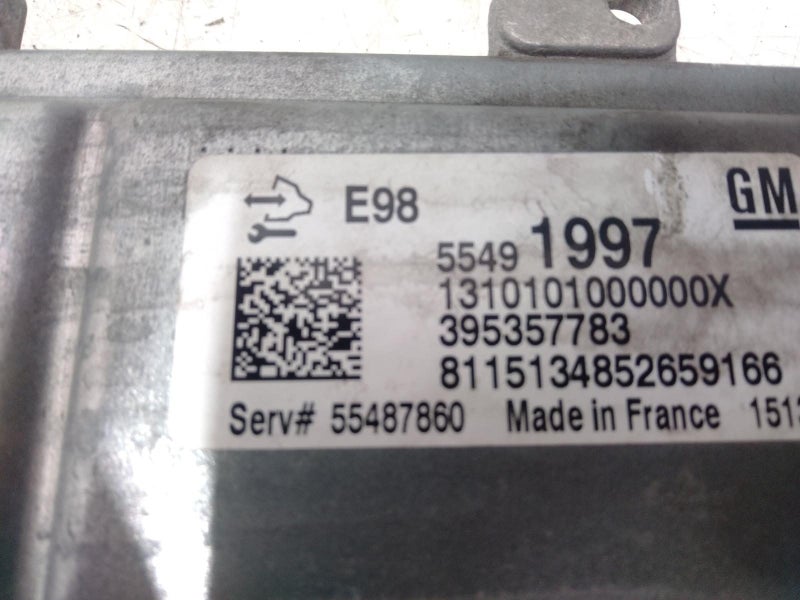 E98
GM
5549 1997
1310101000000X
395357783
8115134852659166
Serv# 55487860 Made in France